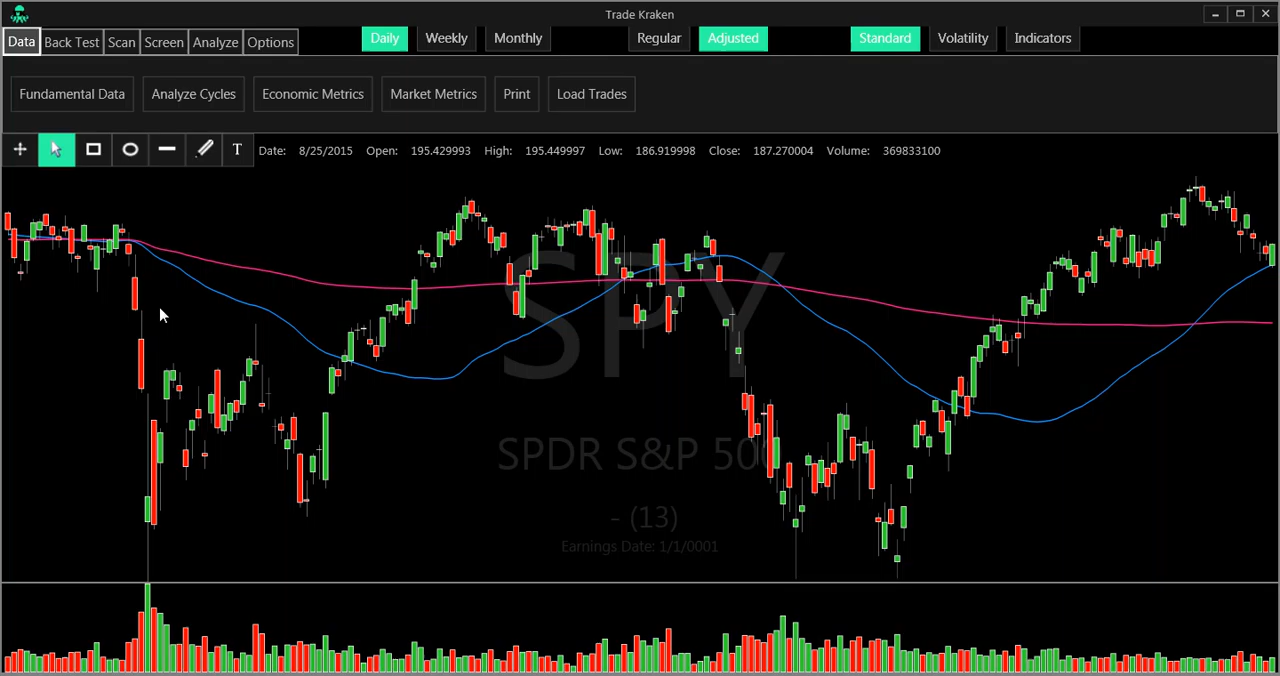 Trade Kraken
Data Back Test Scan Screen Analyze Options Daily Weekly Monthly Regular Adjusted Standard Volatility Indicators
Fundamental Data Analyze Cycles Economic Metrics Market Metrics Print Load Trades
T Date: 8/25/2015 Open: 195.429993 High: 195.449997 Low: 186.919998 Close: 187.270004 Volume: 369833100
SPY
SPDR S&P 500
- (13)
Earnings Date: 1/1/0001